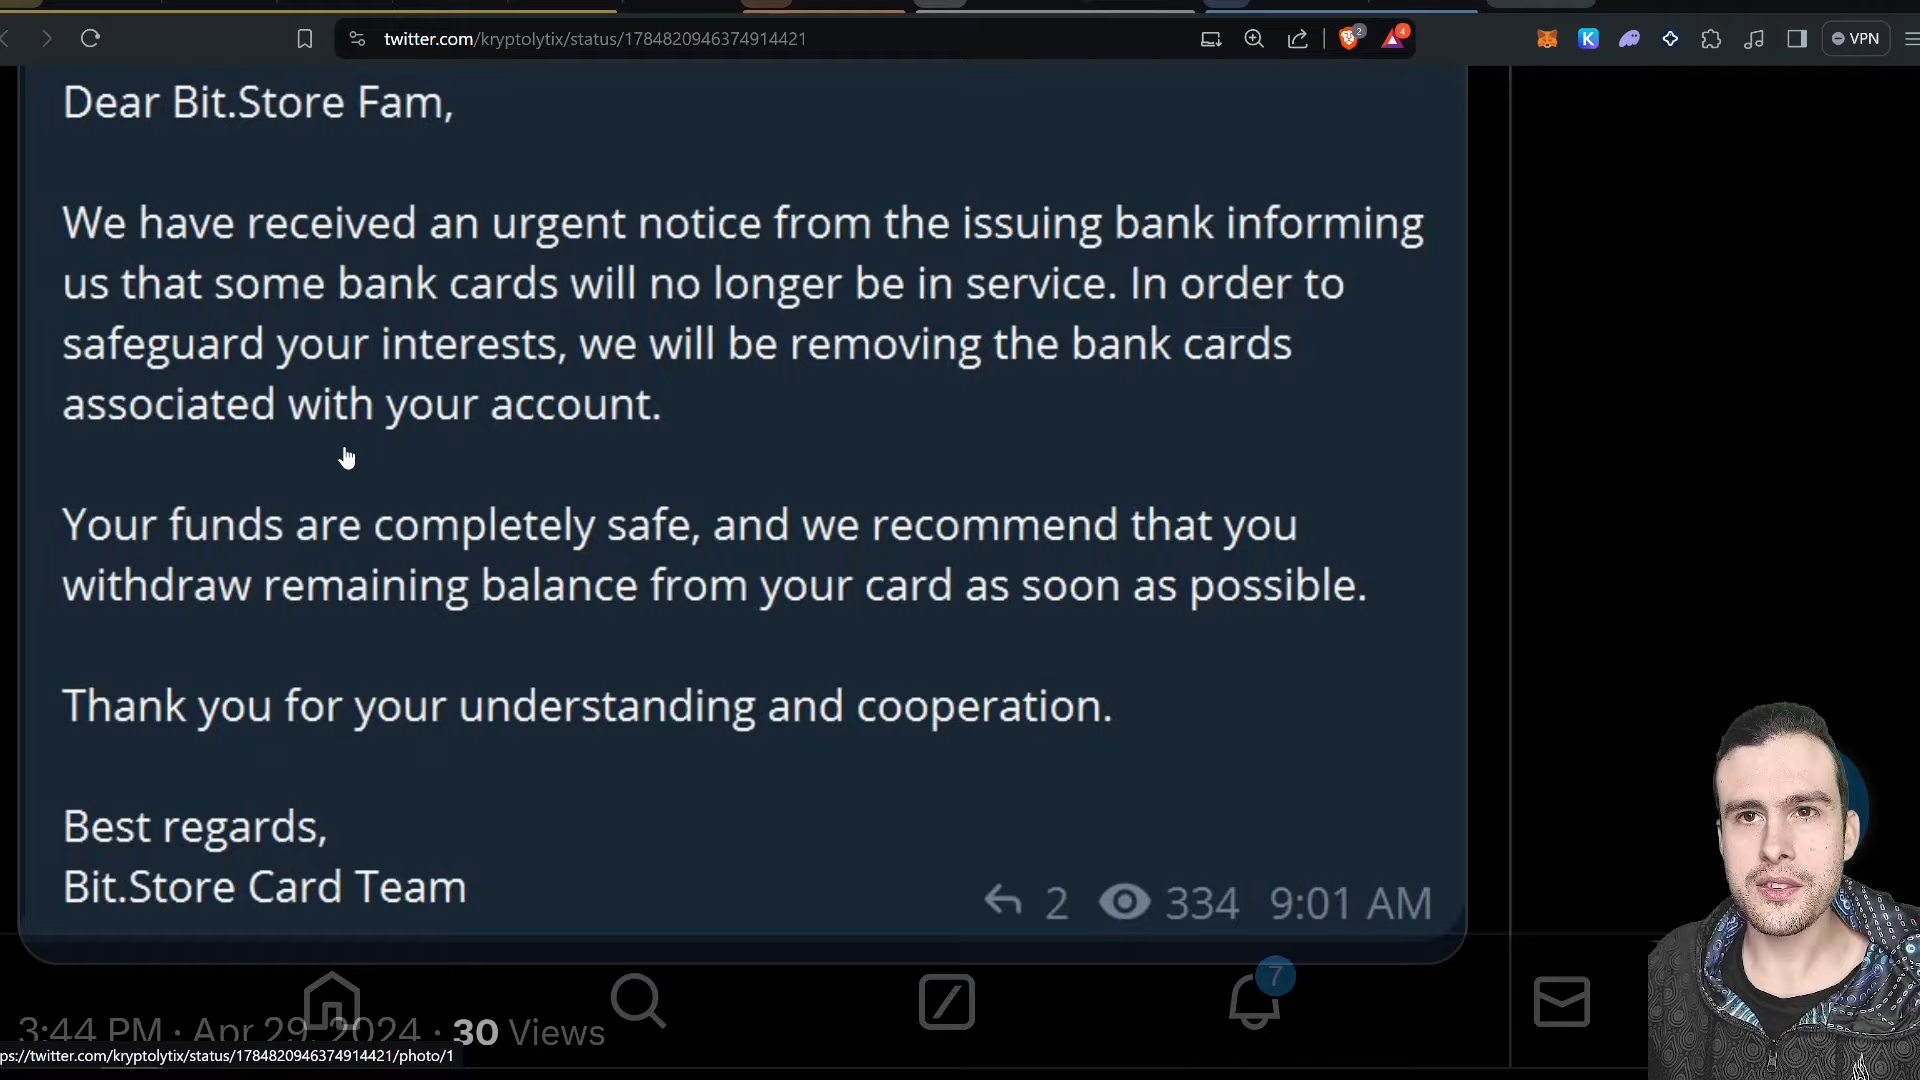 twitter.com/kryptolytix/status/1784820946374914421
2
4
K
VPN
Dear Bit.Store Fam,
We have received an urgent notice from the issuing bank informing
us that some bank cards will no longer be in service. In order to
safeguard your interests, we will be removing the bank cards
associated with your account.
Your funds are completely safe, and we recommend that you
withdraw remaining balance from your card as soon as possible.
Thank you for your understanding and cooperation.
Best regards,
Bit.Store Card Team
2 334 9:01 AM
7
3:44 PM · Apr 29, 2024 · 30 Views
ps://twitter.com/kryptolytix/status/1784820946374914421/photo/1